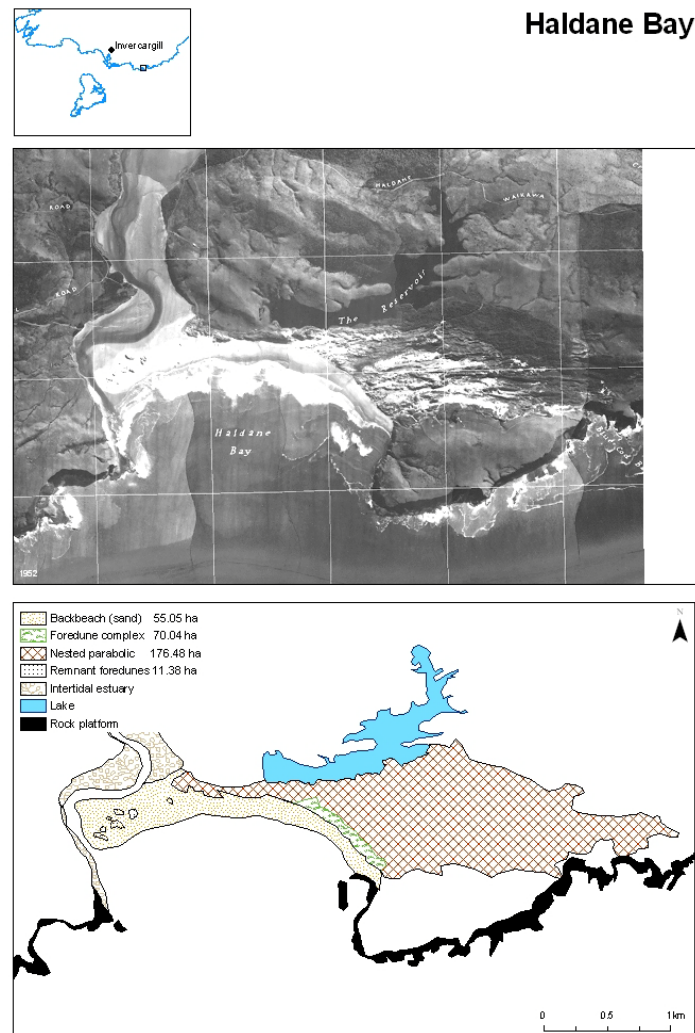 Haldane Bay
Invercargill
HALDANE
WAIKAWA
ROAD
ROAD
The Reservoir
Haldane
Bay
1952
Backbeach (sand) 55.05 ha
Foredune complex 70.04 ha
Nested parabolic 176.48 ha
Remnant foredunes 11.38 ha
Intertidal estuary
Lake
Rock platform
N
0 0.5 1km